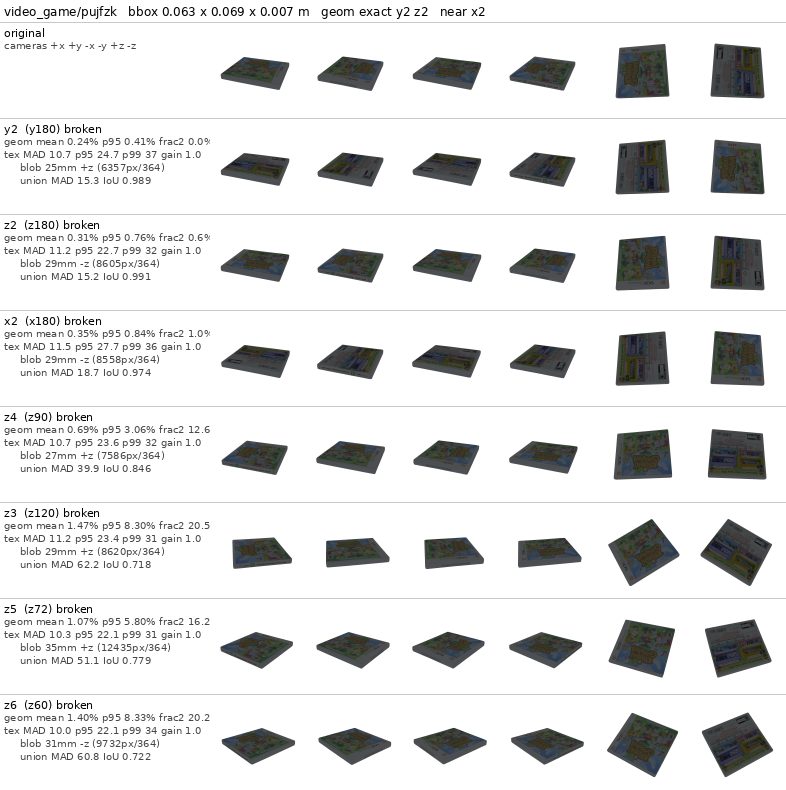 video_game/pujfzk bbox 0.063 x 0.069 x 0.007 m geom exact y2 z2 near x2
original
cameras +x +y -x -y +z -z
y2 (y180) broken
geom mean 0.24% p95 0.41% frac2 0.0%
tex MAD 10.7 p95 24.7 p99 37 gain 1.0
blob 25mm +z (6357px/364)
union MAD 15.3 IoU 0.989
z2 (z180) broken
geom mean 0.31% p95 0.76% frac2 0.6%
tex MAD 11.2 p95 22.7 p99 32 gain 1.0
blob 29mm -z (8605px/364)
union MAD 15.2 IoU 0.991
x2 (x180) broken
geom mean 0.35% p95 0.84% frac2 1.0%
tex MAD 11.5 p95 27.7 p99 36 gain 1.0
blob 29mm -z (8558px/364)
union MAD 18.7 IoU 0.974
z4 (z90) broken
geom mean 0.69% p95 3.06% frac2 12.6
tex MAD 10.7 p95 23.6 p99 32 gain 1.0
blob 27mm +z (7586px/364)
union MAD 39.9 IoU 0.846
z3 (z120) broken
geom mean 1.47% p95 8.30% frac2 20.5
tex MAD 11.2 p95 23.4 p99 31 gain 1.0
blob 29mm +z (8620px/364)
union MAD 62.2 IoU 0.718
z5 (z72) broken
geom mean 1.07% p95 5.80% frac2 16.2
tex MAD 10.3 p95 22.1 p99 31 gain 1.0
blob 35mm +z (12435px/364)
union MAD 51.1 IoU 0.779
z6 (z60) broken
geom mean 1.40% p95 8.33% frac2 20.2
tex MAD 10.0 p95 22.1 p99 34 gain 1.0
blob 31mm -z (9732px/364)
union MAD 60.8 IoU 0.722